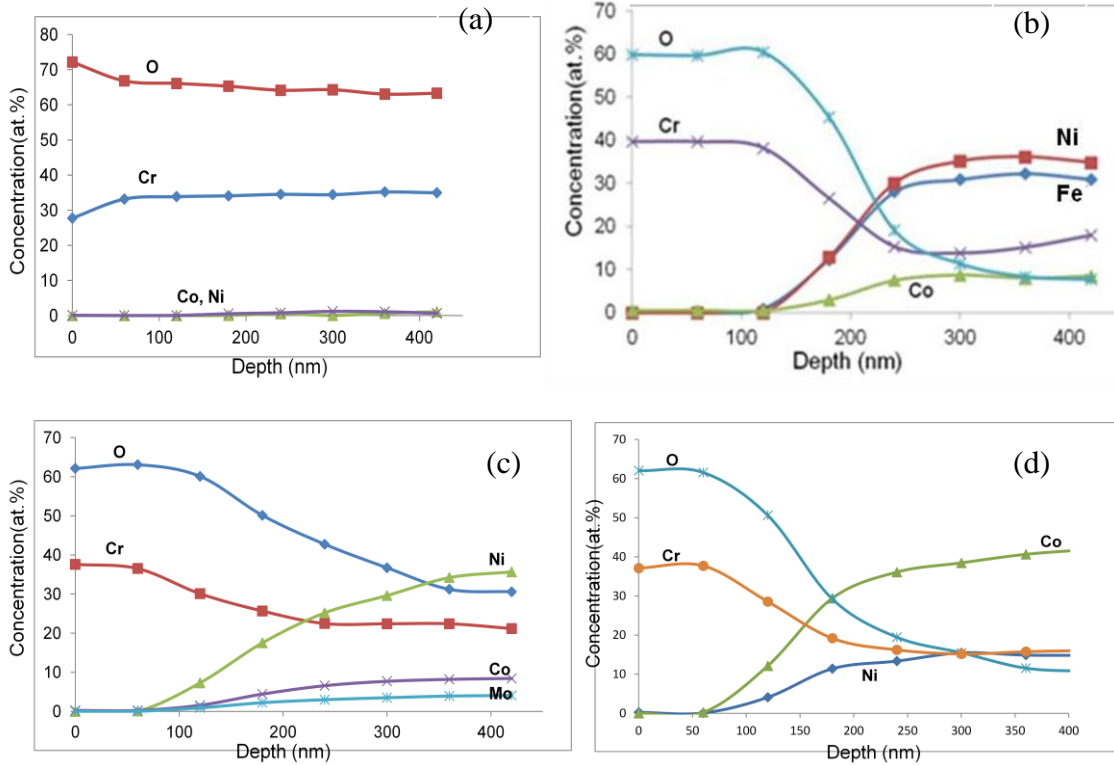 (a)
Concentration(at.%)
80
70
60
50
40
30
20
10
0
O
Cr
Co, Ni
0 100 200 300 400
Depth (nm)
(b)
Concentration(at.%)
70
60
50
40
30
20
10
0
O
Cr
Ni
Fe
Co
0 100 200 300 400
Depth (nm)
(c)
Concentration(at.%)
70
60
50
40
30
20
10
0
O
Cr
Ni
Co
Mo
0 100 200 300 400
Depth (nm)
(d)
Concentration(at.%)
70
60
50
40
30
20
10
0
O
Co
Cr
Ni
0 50 100 150 200 250 300 350 400
Depth (nm)